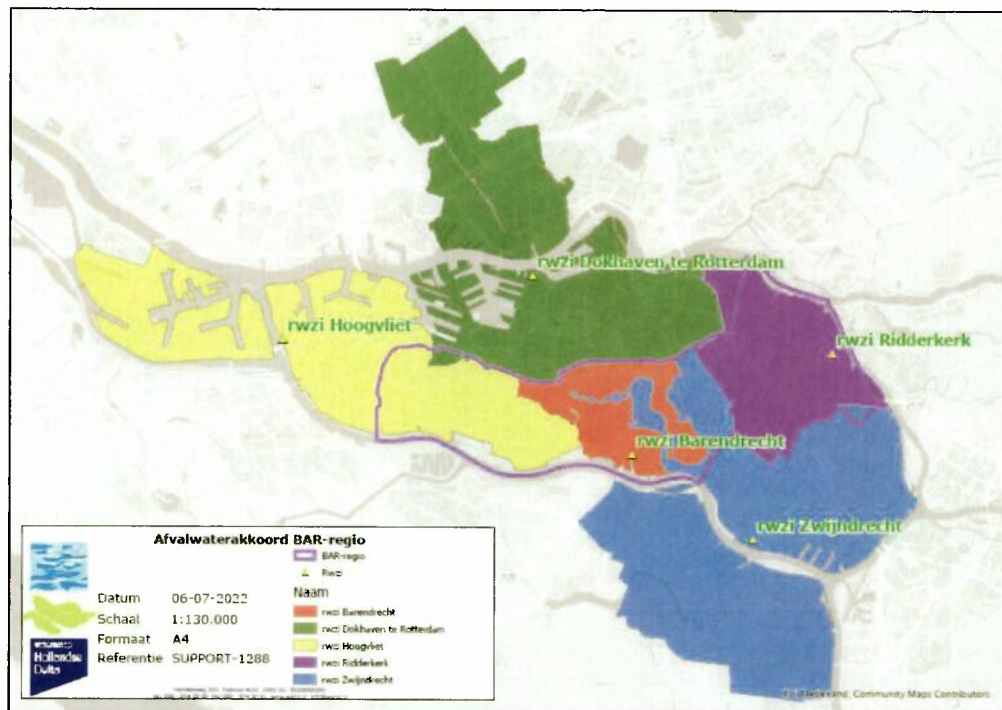 rwzi Dokhaven te Rotterdam
rwzi Hoogvliet
rwzi Ridderkerk
rwzi Barendrecht
rwzi Zwijndrecht
Afvalwaterakkoord BAR-regio
BAR-regio
Rwzi
Datum 06-07-2022
Schaal 1:130.000
Formaat A4
Referentie SUPPORT-1288
Naam
rwzi Barendrecht
rwzi Dokhaven te Rotterdam
rwzi Hoogvliet
rwzi Ridderkerk
rwzi Zwijndrecht
Hollandse
Delta
Community Maps Contributors